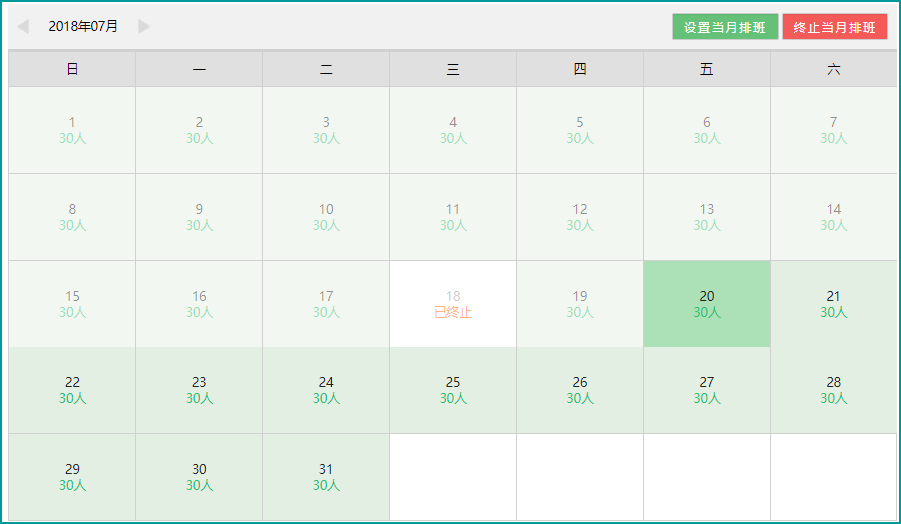 2018年07月 设置当月排班 终止当月排班
日 一 二 三 四 五 六
1 2 3 4 5 6 7
30人 30人 30人 30人 30人 30人 30人
8 9 10 11 12 13 14
30人 30人 30人 30人 30人 30人 30人
15 16 17 18 19 20 21
30人 30人 30人 已终止 30人 30人 30人
22 23 24 25 26 27 28
30人 30人 30人 30人 30人 30人 30人
29 30 31
30人 30人 30人